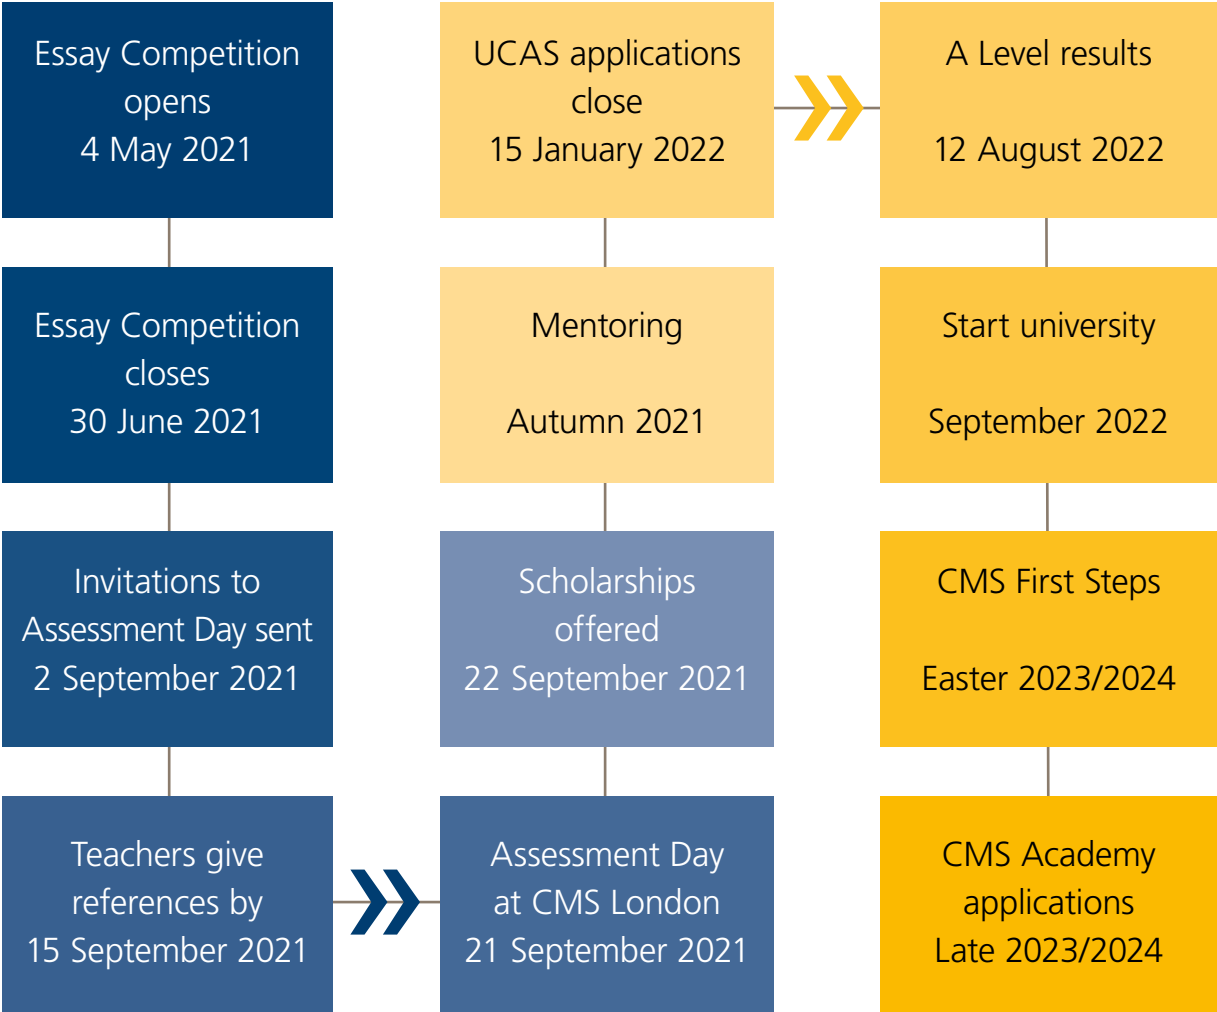 Essay Competition
opens
4 May 2021
Essay Competition
closes
30 June 2021
Invitations to
Assessment Day sent
2 September 2021
Teachers give
references by
15 September 2021
Assessment Day
at CMS London
21 September 2021
Scholarships
offered
22 September 2021
Mentoring
Autumn 2021
UCAS applications
close
15 January 2022
A Level results
12 August 2022
Start university
September 2022
CMS First Steps
Easter 2023/2024
CMS Academy
applications
Late 2023/2024